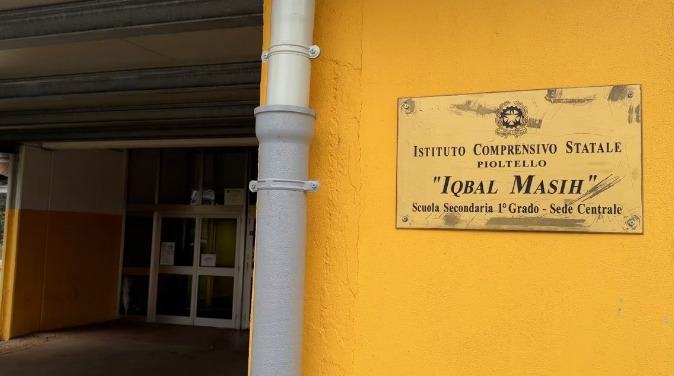 ISTITUTO COMPRENSIVO STATALE
PIOLTELLO
"IQBAL MASIH"
Scuola Secondaria 1° Grado - Sede Centrale